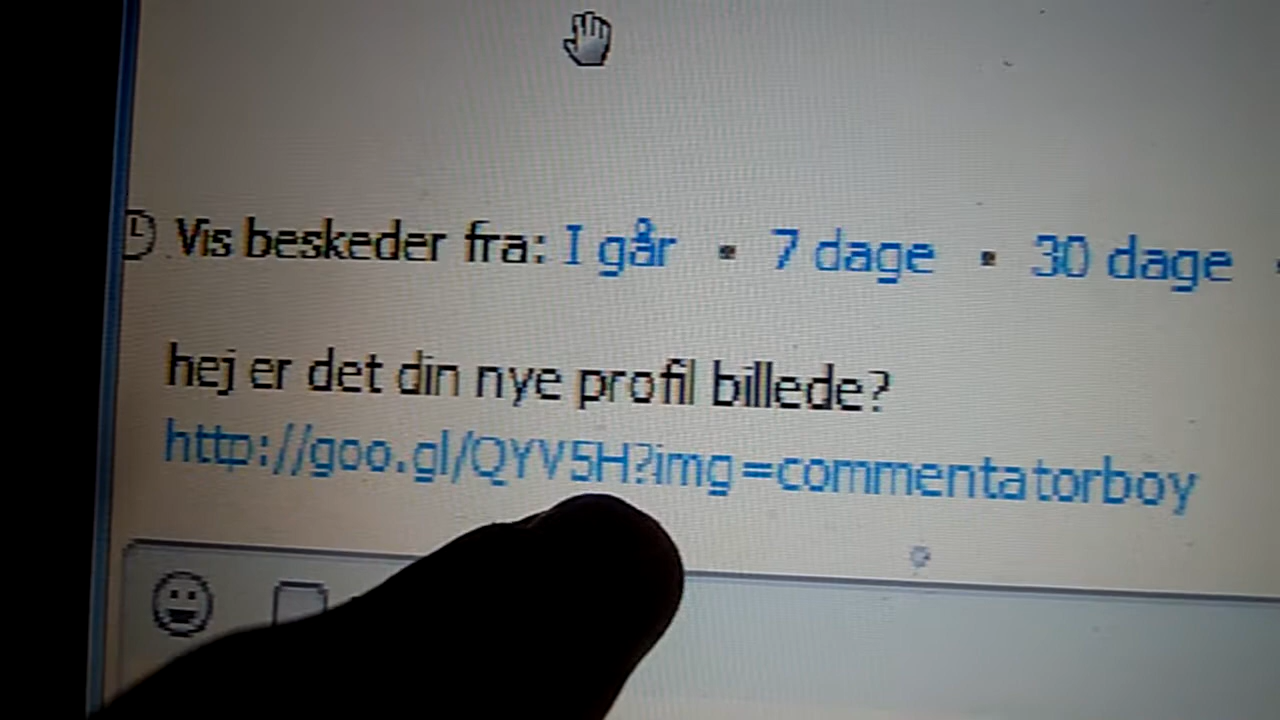 Vis beskeder fra: I går ▪ 7 dage ▪ 30 dage
hej er det din nye profil billede?
http://goo.gl/QYV5H?img=commentatorboy